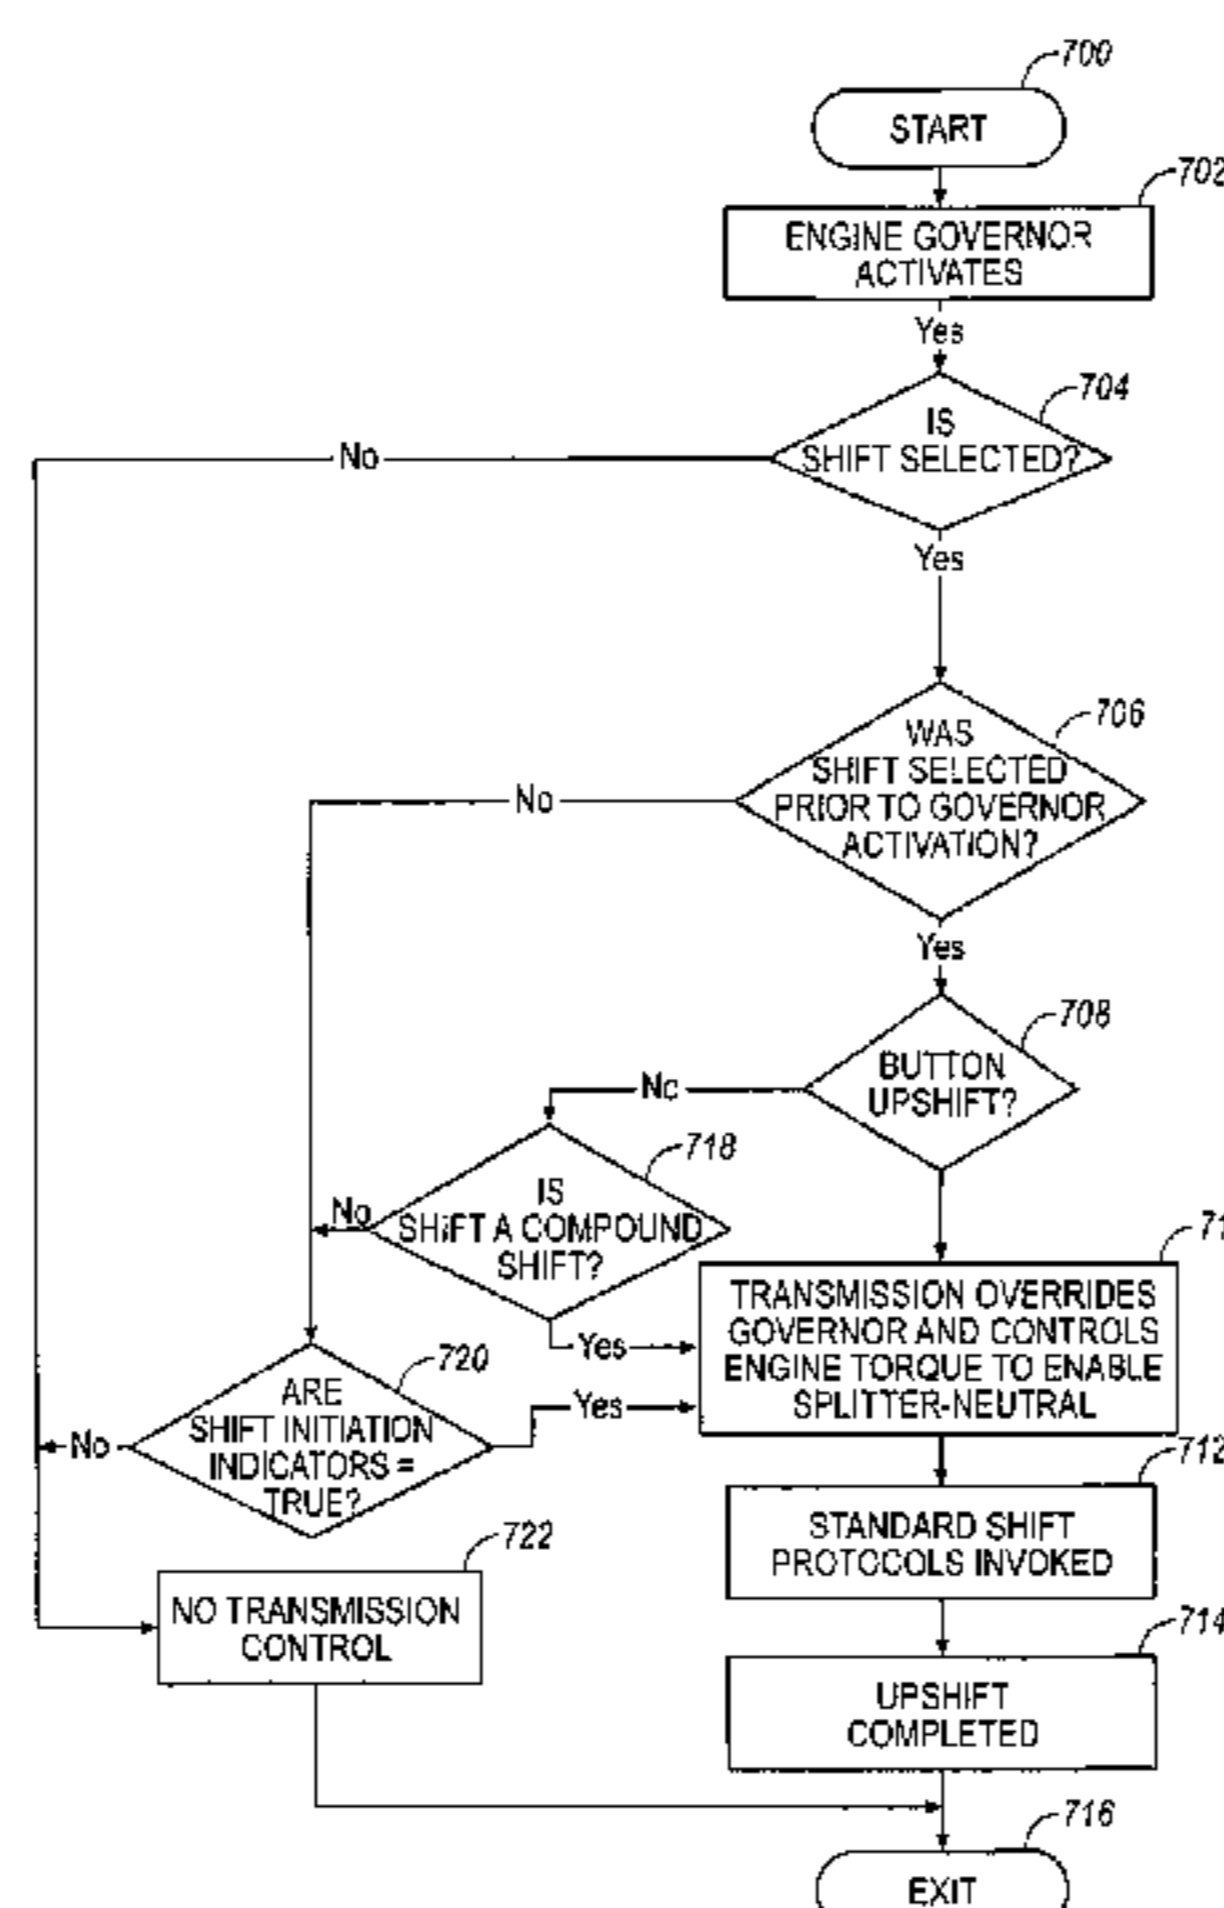 700
START
702
ENGINE GOVERNOR
ACTIVATES
Yes
704
IS
SHIFT SELECTED?
No
Yes
706
WAS
SHIFT SELECTED
PRIOR TO GOVERNOR
ACTIVATION?
No
Yes
708
BUTTON
UPSHIFT?
No
718
IS
SHIFT A COMPOUND
SHIFT?
No
Yes
71
TRANSMISSION OVERRIDES
GOVERNOR AND CONTROLS
ENGINE TORQUE TO ENABLE
SPLITTER-NEUTRAL
720
ARE
SHIFT INITIATION
INDICATORS =
TRUE?
No
Yes
712
STANDARD SHIFT
PROTOCOLS INVOKED
722
NO TRANSMISSION
CONTROL
714
UPSHIFT
COMPLETED
716
EXIT